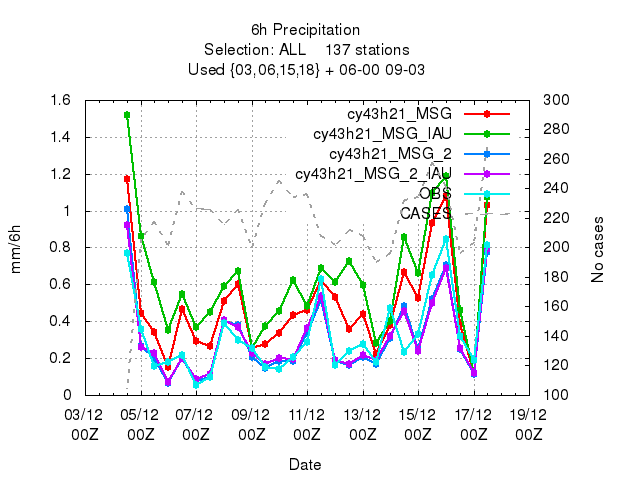 6h Precipitation
Selection: ALL 137 stations
Used {03,06,15,18} + 06-00 09-03
cy43h21_MSG
cy43h21_MSG_IAU
cy43h21_MSG_2
cy43h21_MSG_2_IAU
OBS
CASES
1.6
1.4
1.2
1
0.8
0.6
0.4
0.2
0
mm/6h
300
280
260
240
220
200
180
160
140
120
100
No cases
03/12 05/12 07/12 09/12 11/12 13/12 15/12 17/12 19/12
00Z 00Z 00Z 00Z 00Z 00Z 00Z 00Z 00Z
Date